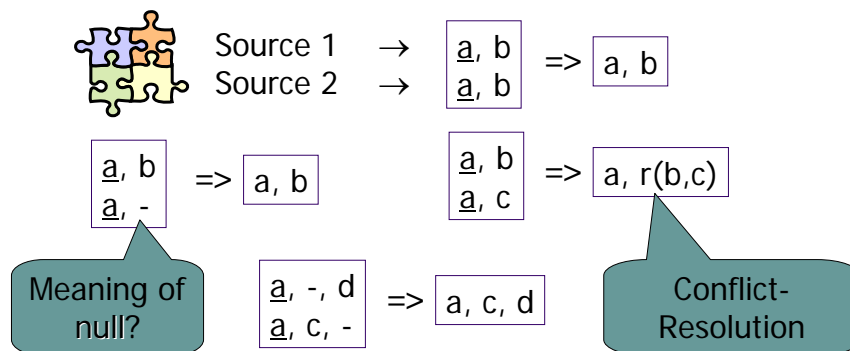 Source 1 → a, b
Source 2 → a, b
=> a, b
a, b
a, -
=> a, b
a, b
a, c
=> a, r(b,c)
Meaning of
null?
a, -, d
a, c, -
=> a, c, d
Conflict-
Resolution